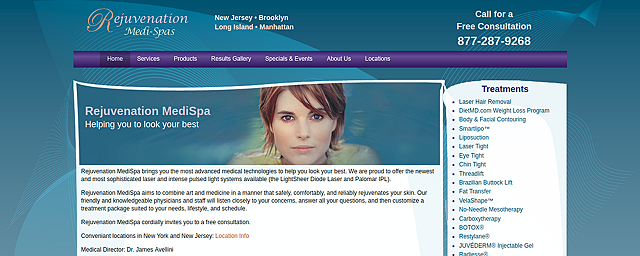 Rejuvenation
Medi-Spas
New Jersey • Brooklyn
Long Island • Manhattan
Call for a
Free Consultation
877-287-9268
Home Services Products Results Gallery Specials & Events About Us Locations
Rejuvenation MediSpa
Helping you to look your best
Rejuvenation MediSpa brings you the most advanced medical technologies to help you look your best. We are proud to offer the newest
and most sophisticated laser and intense pulsed light systems available (the LightSheer Diode Laser and Palomar IPL).
Rejuvenation MediSpa aims to combine art and medicine in a manner that safely, comfortably, and reliably rejuvenates your skin. Our
friendly and knowledgeable physicians and staff will listen closely to your concerns, answer all your questions, and then customize a
treatment package suited to your needs, lifestyle, and schedule.
Rejuvenation MediSpa cordially invites you to a free consultation.
Conveniant locations in New York and New Jersey: Location Info
Medical Director: Dr. James Avellini
Treatments
Laser Hair Removal
DietMD.com Weight Loss Program
Body & Facial Contouring
Smartlipo™
Liposuction
Laser Tight
Eye Tight
Chin Tight
Threadlift
Brazilian Buttock Lift
Fat Transfer
VelaShape™
No-Needle Mesotherapy
Carboxytherapy
BOTOX®
Restylane®
JUVÉDERM® Injectable Gel
Radiesse®